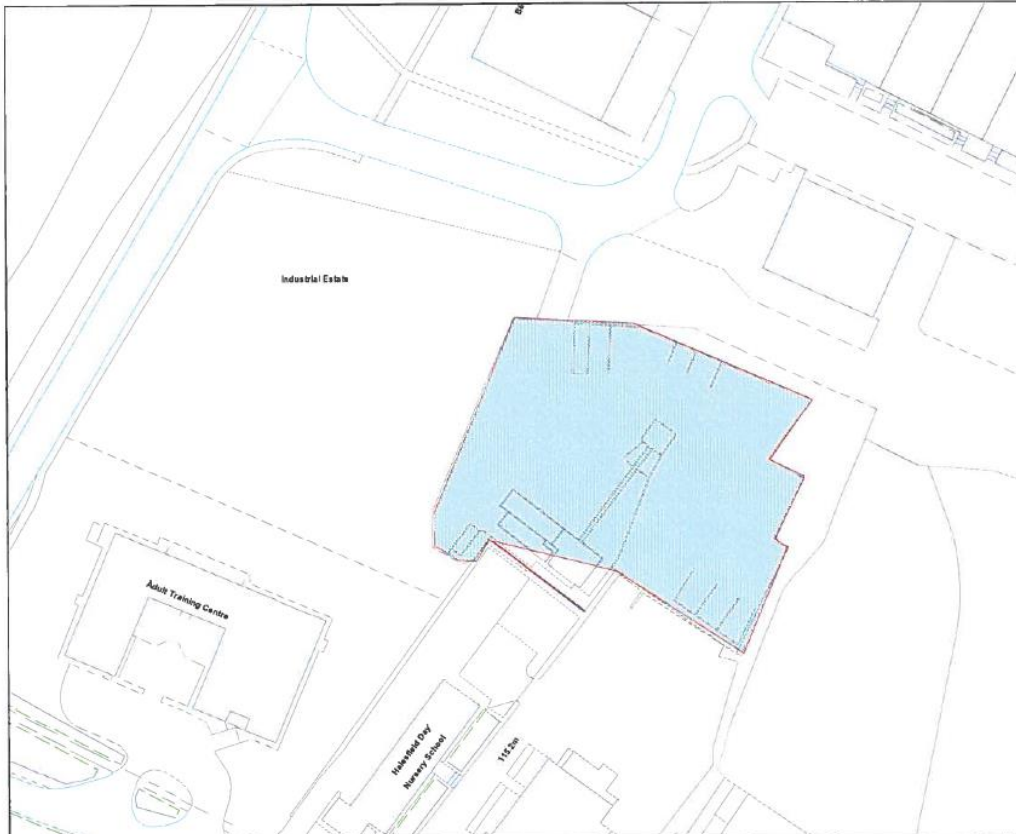 Industrial Estate
Adult Training Centre
Halesfield Day
Nursery School
115.2m